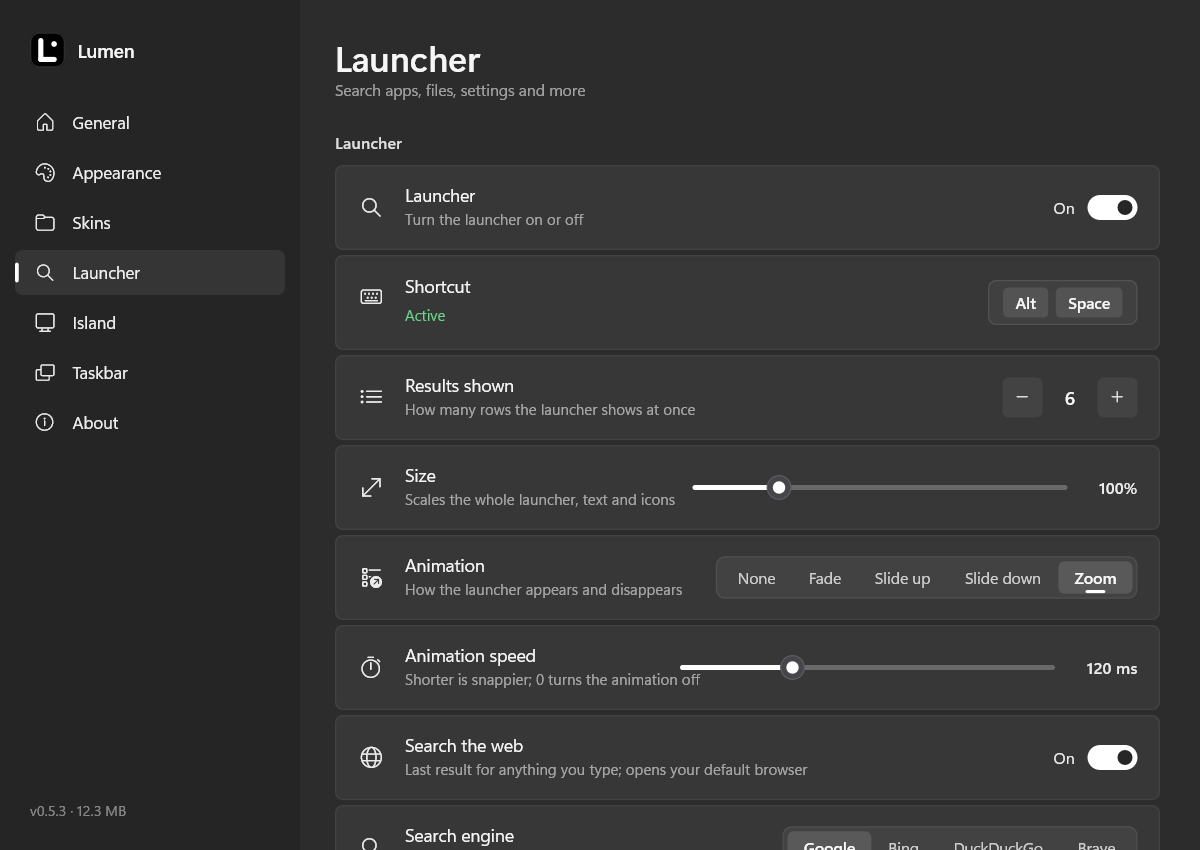 Lumen
General
Appearance
Skins
Launcher
Island
Taskbar
About
v0.5.3 · 12.3 MB
Launcher
Search apps, files, settings and more
Launcher
Launcher
Turn the launcher on or off
On
Shortcut
Active
Alt Space
Results shown
How many rows the launcher shows at once
6
Size
Scales the whole launcher, text and icons
100%
Animation
How the launcher appears and disappears
None Fade Slide up Slide down Zoom
Animation speed
Shorter is snappier; 0 turns the animation off
120 ms
Search the web
Last result for anything you type; opens your default browser
On
Search engine
Google Bing DuckDuckGo Brave